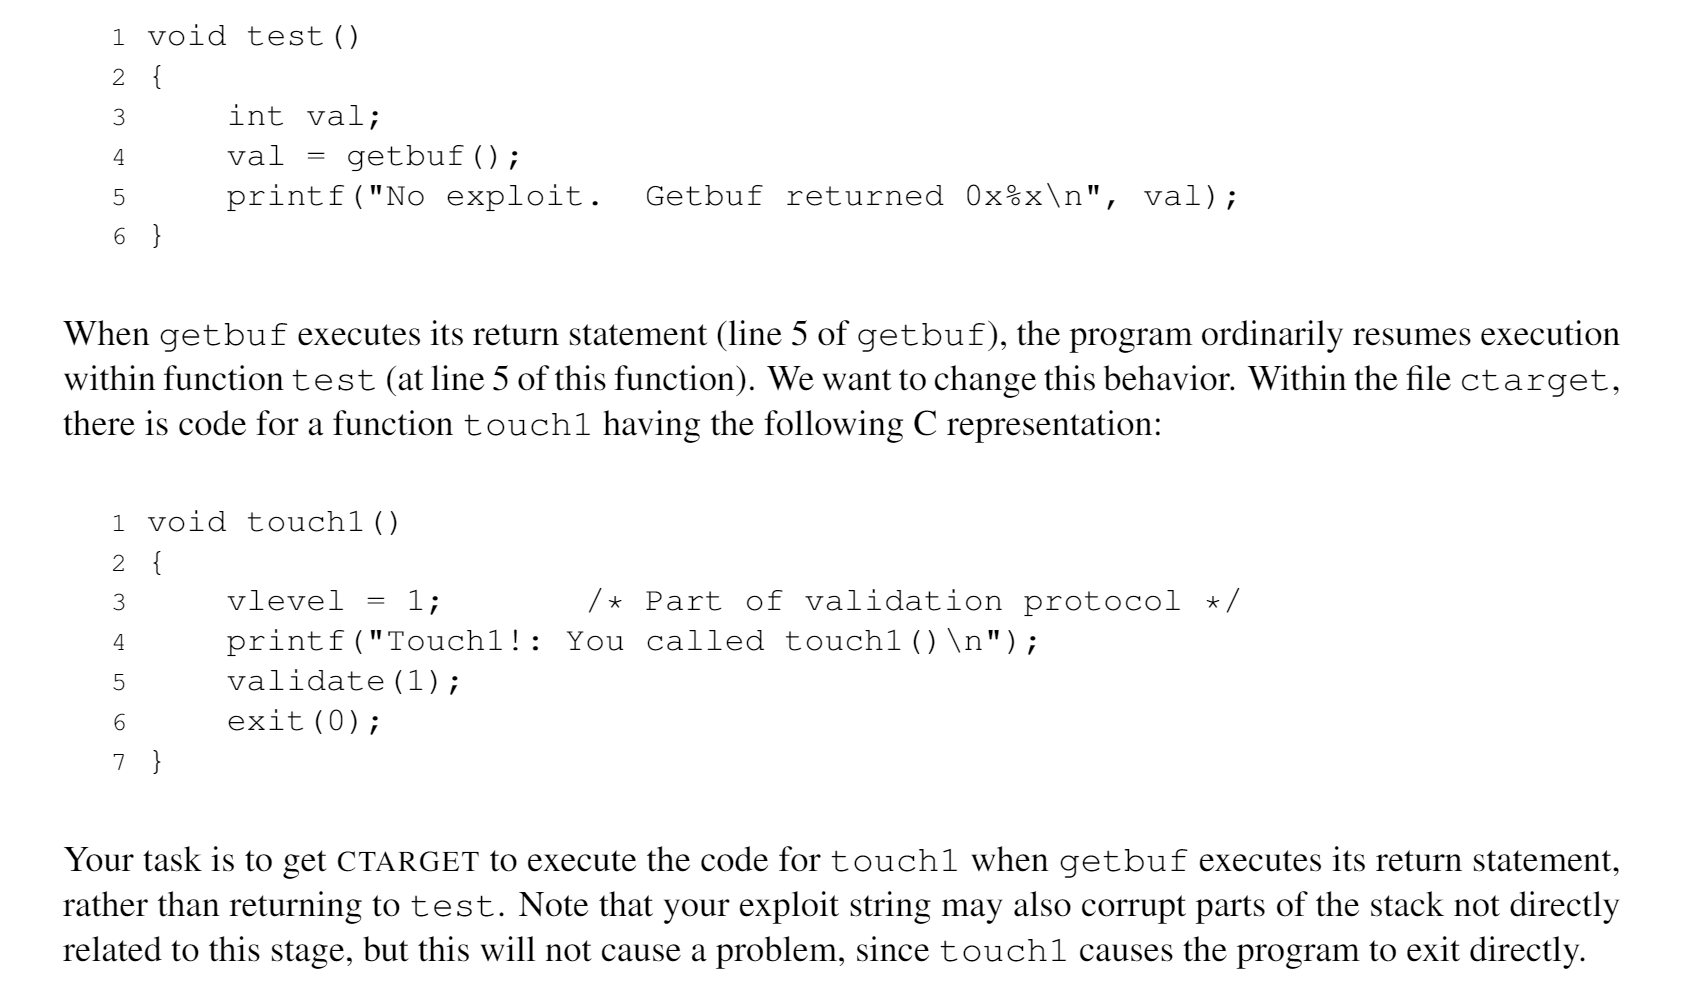 1 void test()
2 {
3     int val;
4     val = getbuf();
5     printf("No exploit.  Getbuf returned 0x%x\n", val);
6 }
When getbuf executes its return statement (line 5 of getbuf), the program ordinarily resumes execution
within function test (at line 5 of this function). We want to change this behavior. Within the file ctarget,
there is code for a function touch1 having the following C representation:
1 void touch1()
2 {
3     vlevel = 1;       /* Part of validation protocol */
4     printf("Touch1!: You called touch1()\n");
5     validate(1);
6     exit(0);
7 }
Your task is to get CTARGET to execute the code for touch1 when getbuf executes its return statement,
rather than returning to test. Note that your exploit string may also corrupt parts of the stack not directly
related to this stage, but this will not cause a problem, since touch1 causes the program to exit directly.